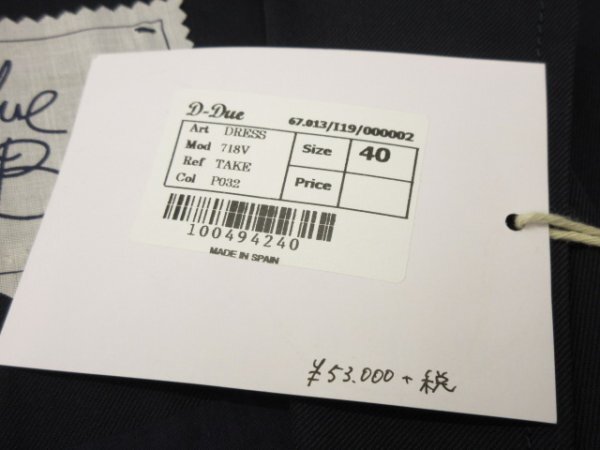 ue
D-Due
67.013/I19/000002
Art DRESS
Mod 718V
Ref TAKE
Col P032
Size 40
Price
100494240
MADE IN SPAIN
¥53.000+税